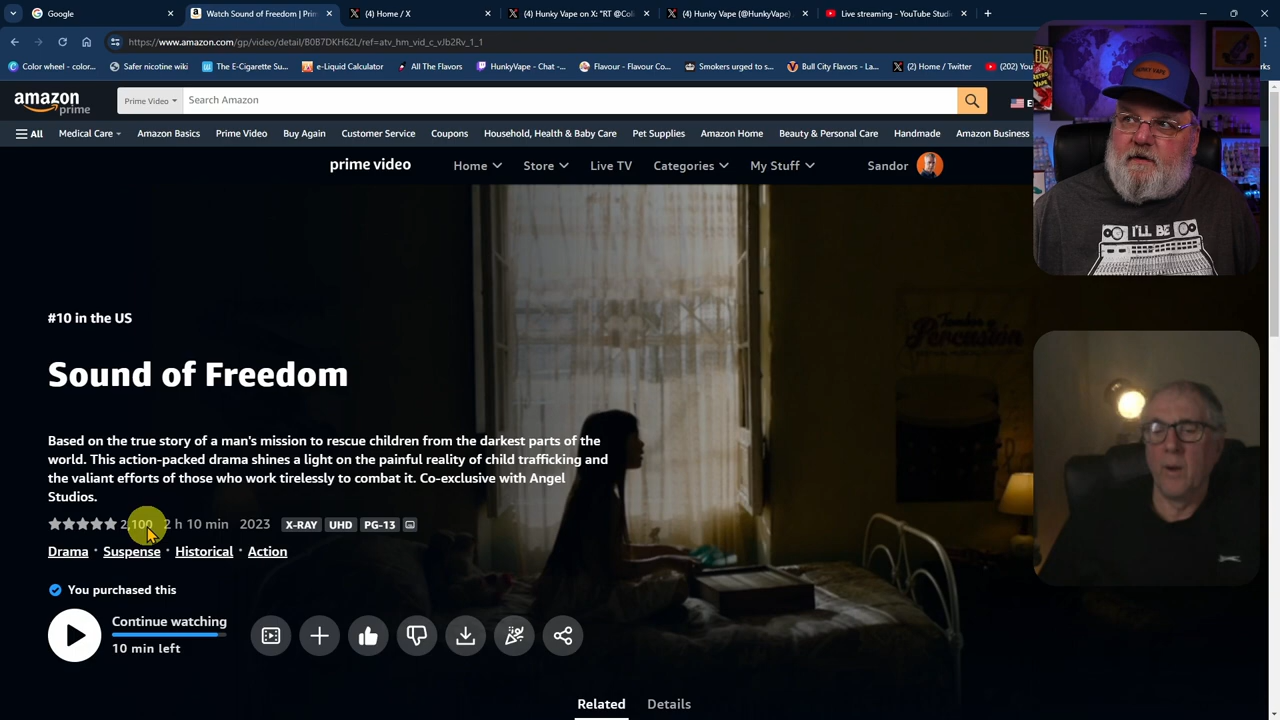 Google
Watch Sound of Freedom | Prim
(4) Home / X
(4) Hunky Vape on X: "RT @Col
(4) Hunky Vape (@HunkyVape)
Live streaming - YouTube Studi
https://www.amazon.com/gp/video/detail/B0B7DKH62L/ref=atv_hm_vid_c_vJb2Rv_1_1
Color wheel - color...
Safer nicotine wiki
The E-Cigarette Su...
e-Liquid Calculator
All The Flavors
HunkyVape - Chat -...
Flavour - Flavour Co...
Smokers urged to s...
Bull City Flavors - La...
(2) Home / Twitter
(202) You
amazon prime
Prime Video
Search Amazon
All
Medical Care
Amazon Basics
Prime Video
Buy Again
Customer Service
Coupons
Household, Health & Baby Care
Pet Supplies
Amazon Home
Beauty & Personal Care
Handmade
Amazon Business
prime video
Home
Store
Live TV
Categories
My Stuff
Sandor
HUNKY VAPE
I'LL BE
#10 in the US
Sound of Freedom
Based on the true story of a man's mission to rescue children from the darkest parts of the
world. This action-packed drama shines a light on the painful reality of child trafficking and
the valiant efforts of those who work tirelessly to combat it. Co-exclusive with Angel
Studios.
2,100 2 h 10 min 2023 X-RAY UHD PG-13
Drama · Suspense · Historical · Action
You purchased this
Continue watching
10 min left
Related
Details